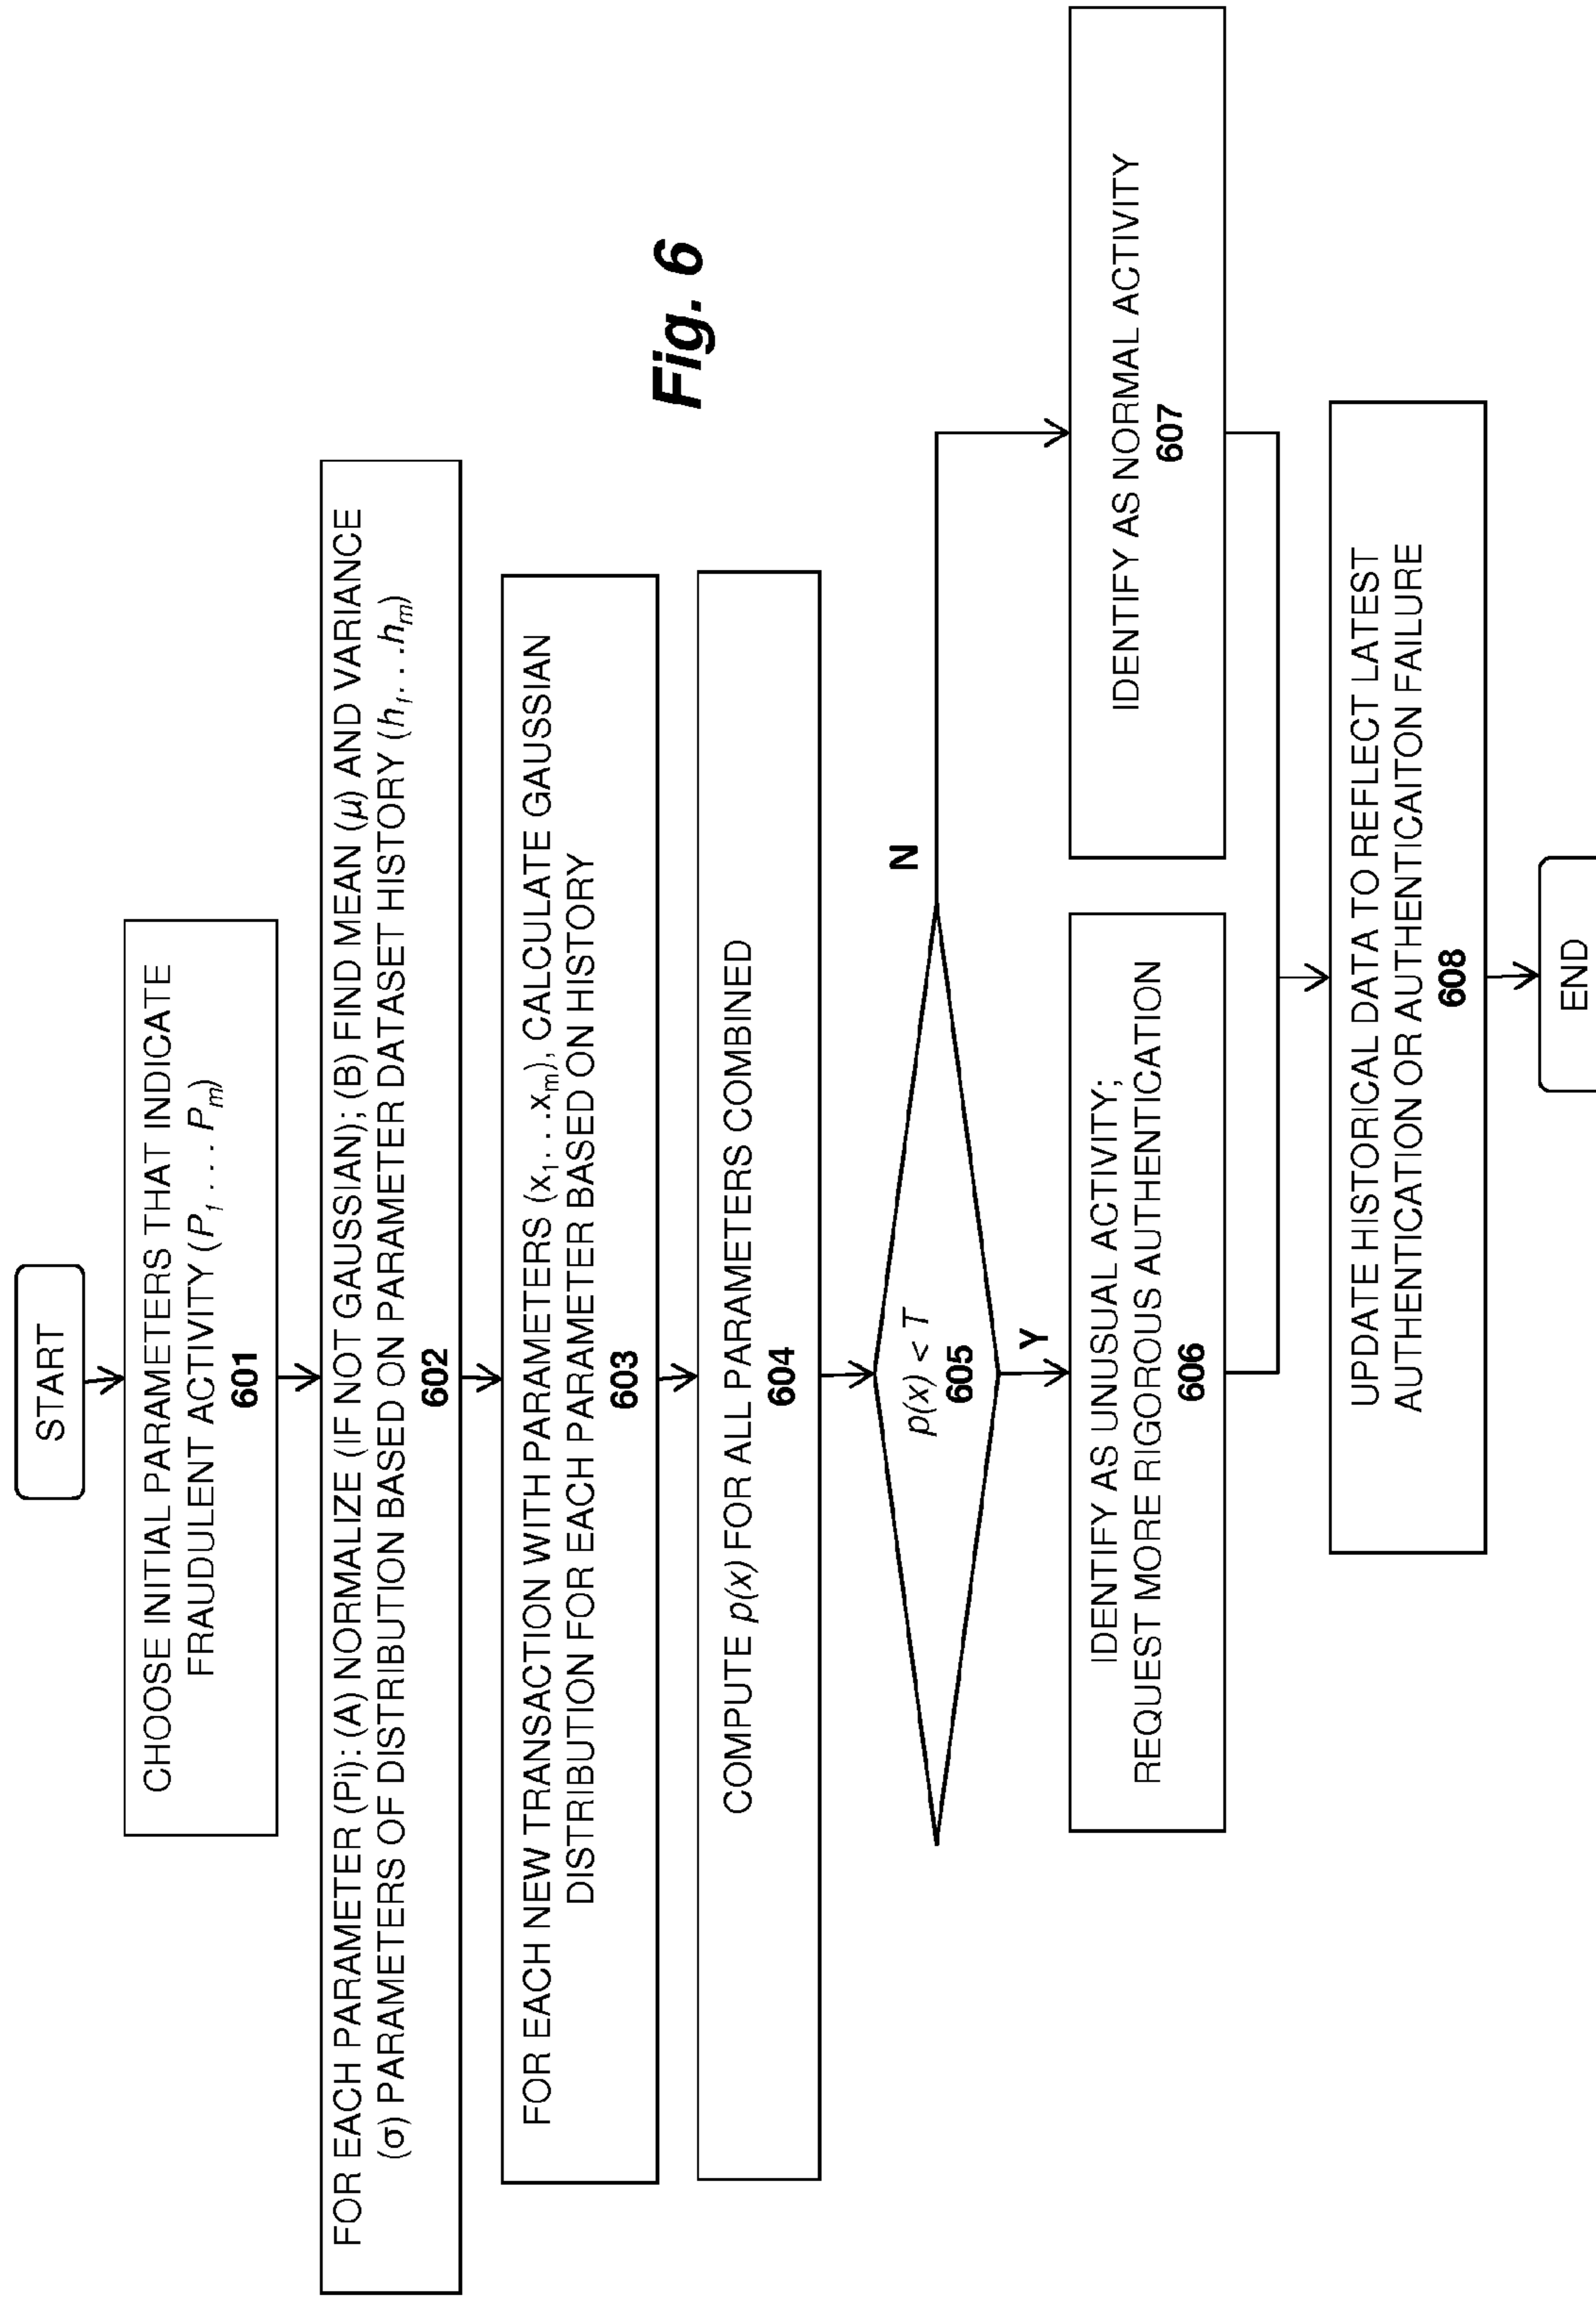 START
CHOOSE INITIAL PARAMETERS THAT INDICATE
FRAUDULENT ACTIVITY (P1 . . . Pm)
601
FOR EACH PARAMETER (Pi): (A) NORMALIZE (IF NOT GAUSSIAN); (B) FIND MEAN (μ) AND VARIANCE
(σ) PARAMETERS OF DISTRIBUTION BASED ON PARAMETER DATASET HISTORY (h1. . .hm)
602
FOR EACH NEW TRANSACTION WITH PARAMETERS (x1. . .xm), CALCULATE GAUSSIAN
DISTRIBUTION FOR EACH PARAMETER BASED ON HISTORY
603
COMPUTE p(x) FOR ALL PARAMETERS COMBINED
604
p(x) < T
605
Y
N
IDENTIFY AS UNUSUAL ACTIVITY;
REQUEST MORE RIGOROUS AUTHENTICATION
606
IDENTIFY AS NORMAL ACTIVITY
607
UPDATE HISTORICAL DATA TO REFLECT LATEST
AUTHENTICATION OR AUTHENTICAITON FAILURE
608
END
Fig. 6